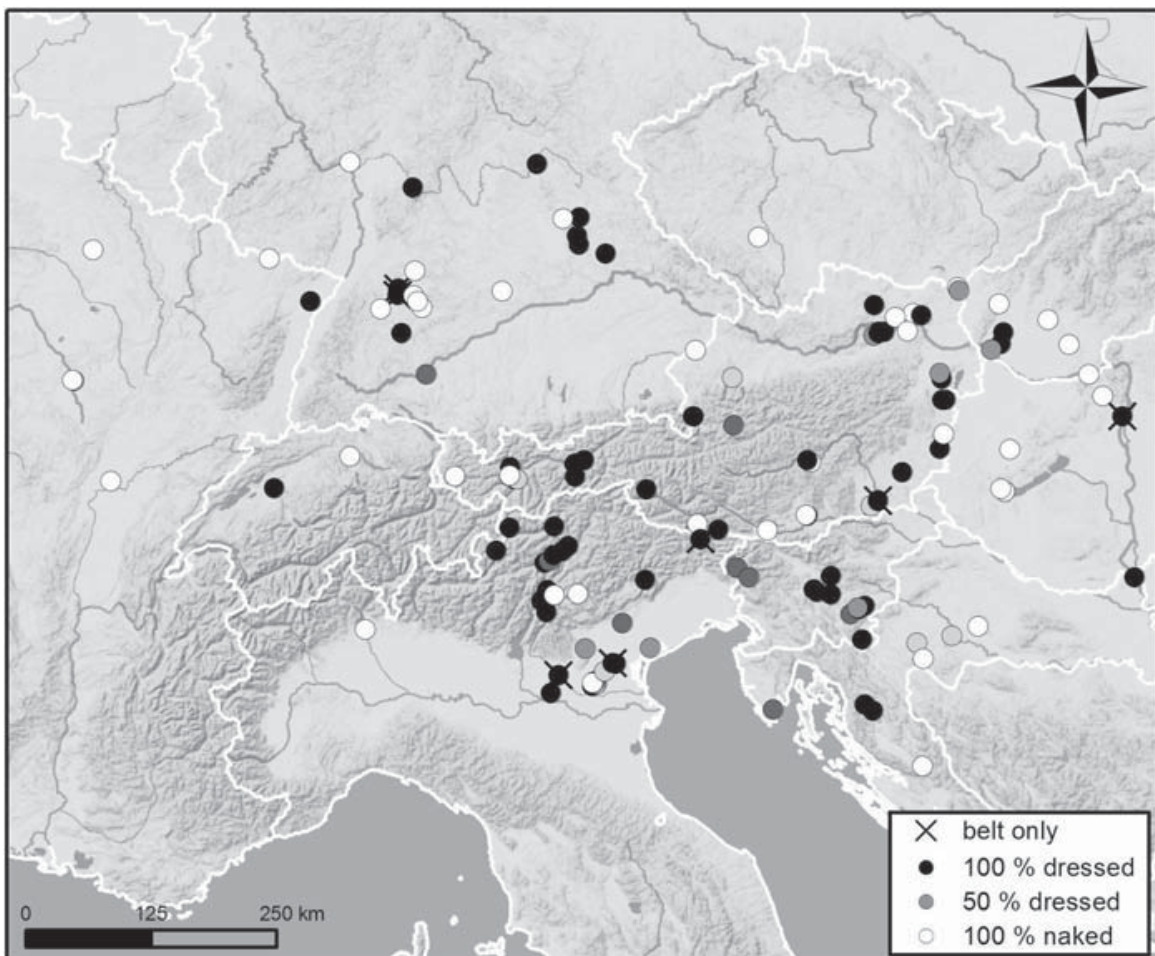 belt only
100 % dressed
50 % dressed
100 % naked
0 125 250 km